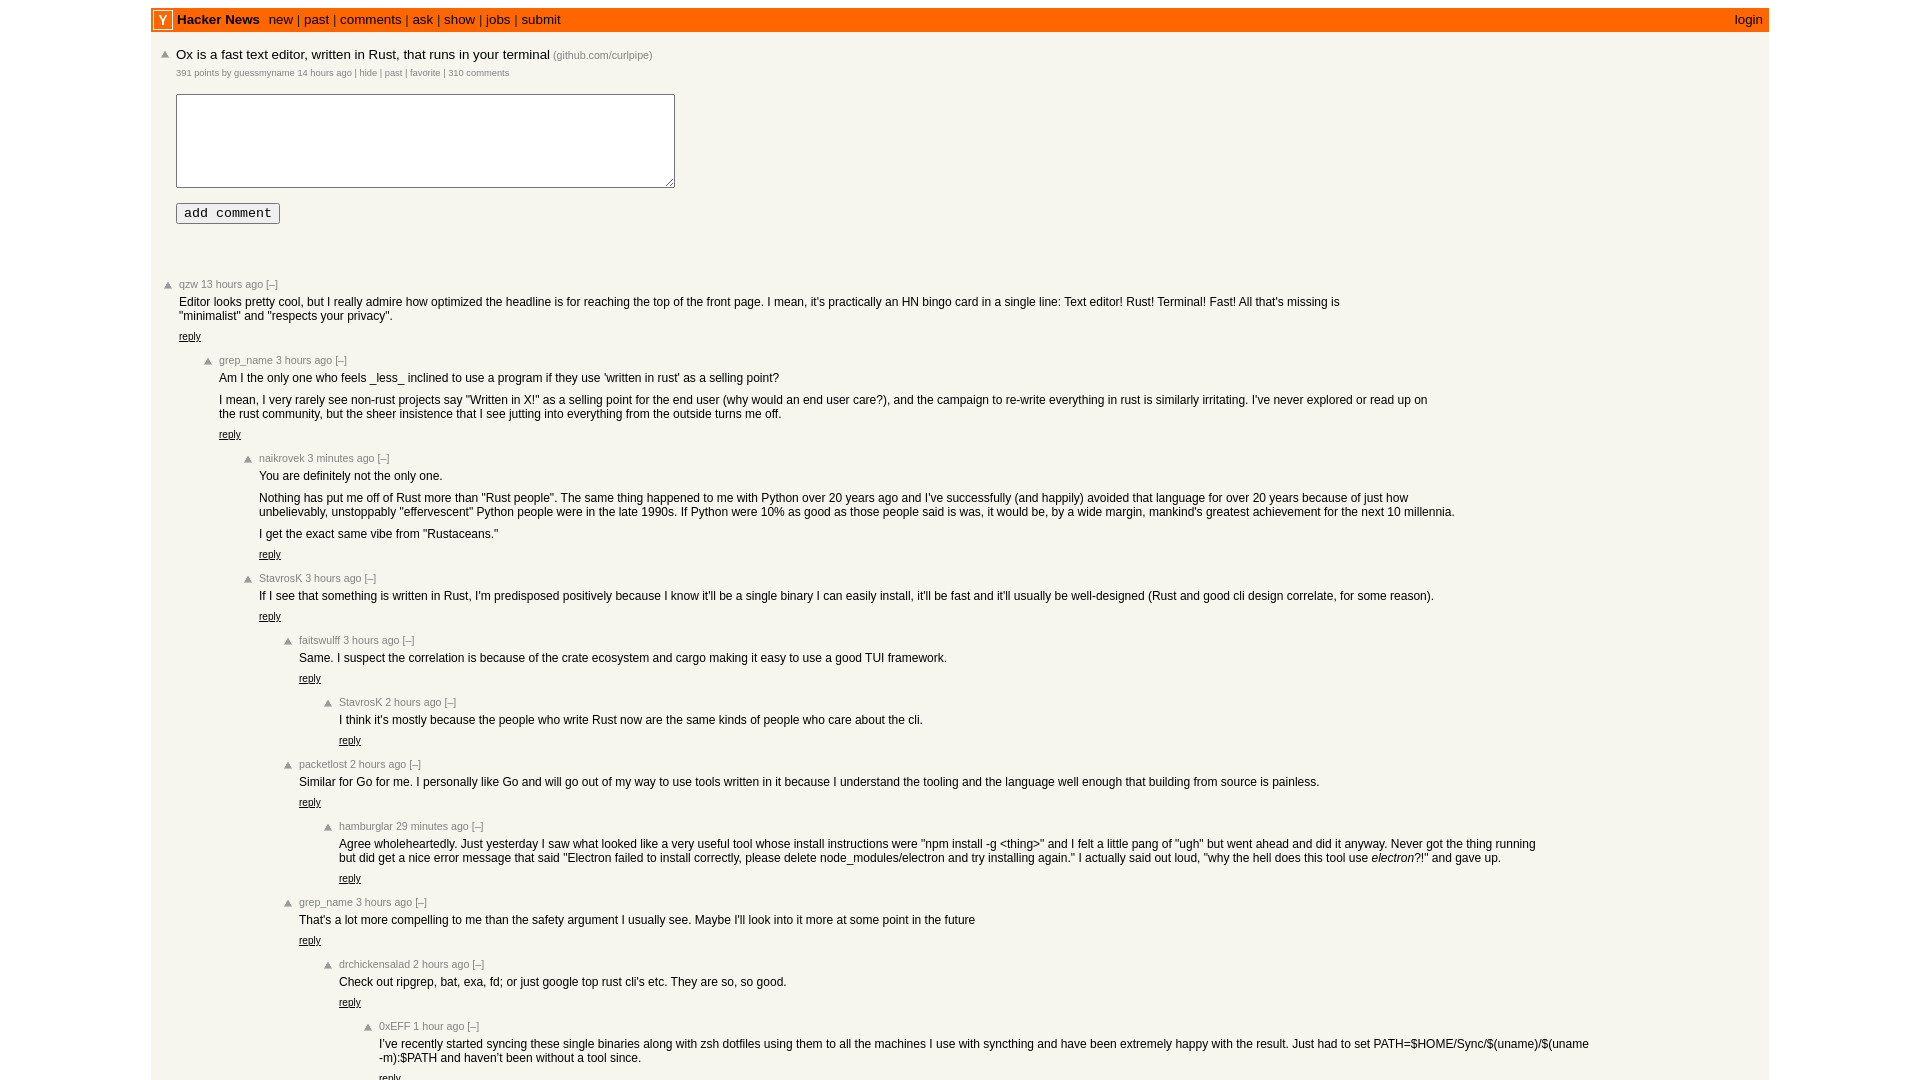 Y Hacker News new | past | comments | ask | show | jobs | submit login
Ox is a fast text editor, written in Rust, that runs in your terminal (github.com/curlpipe)
391 points by guessmyname 14 hours ago | hide | past | favorite | 310 comments
add comment
qzw 13 hours ago [–]
Editor looks pretty cool, but I really admire how optimized the headline is for reaching the top of the front page. I mean, it's practically an HN bingo card in a single line: Text editor! Rust! Terminal! Fast! All that's missing is
"minimalist" and "respects your privacy".
reply
grep_name 3 hours ago [–]
Am I the only one who feels _less_ inclined to use a program if they use 'written in rust' as a selling point?
I mean, I very rarely see non-rust projects say "Written in X!" as a selling point for the end user (why would an end user care?), and the campaign to re-write everything in rust is similarly irritating. I've never explored or read up on
the rust community, but the sheer insistence that I see jutting into everything from the outside turns me off.
reply
naikrovek 3 minutes ago [–]
You are definitely not the only one.
Nothing has put me off of Rust more than "Rust people". The same thing happened to me with Python over 20 years ago and I've successfully (and happily) avoided that language for over 20 years because of just how
unbelievably, unstoppably "effervescent" Python people were in the late 1990s. If Python were 10% as good as those people said is was, it would be, by a wide margin, mankind's greatest achievement for the next 10 millennia.
I get the exact same vibe from "Rustaceans."
reply
StavrosK 3 hours ago [–]
If I see that something is written in Rust, I'm predisposed positively because I know it'll be a single binary I can easily install, it'll be fast and it'll usually be well-designed (Rust and good cli design correlate, for some reason).
reply
faitswulff 3 hours ago [–]
Same. I suspect the correlation is because of the crate ecosystem and cargo making it easy to use a good TUI framework.
reply
StavrosK 2 hours ago [–]
I think it's mostly because the people who write Rust now are the same kinds of people who care about the cli.
reply
packetlost 2 hours ago [–]
Similar for Go for me. I personally like Go and will go out of my way to use tools written in it because I understand the tooling and the language well enough that building from source is painless.
reply
hamburglar 29 minutes ago [–]
Agree wholeheartedly. Just yesterday I saw what looked like a very useful tool whose install instructions were "npm install -g <thing>" and I felt a little pang of "ugh" but went ahead and did it anyway. Never got the thing running
but did get a nice error message that said "Electron failed to install correctly, please delete node_modules/electron and try installing again." I actually said out loud, "why the hell does this tool use electron?!" and gave up.
reply
grep_name 3 hours ago [–]
That's a lot more compelling to me than the safety argument I usually see. Maybe I'll look into it more at some point in the future
reply
drchickensalad 2 hours ago [–]
Check out ripgrep, bat, exa, fd; or just google top rust cli's etc. They are so, so good.
reply
0xEFF 1 hour ago [–]
I’ve recently started syncing these single binaries along with zsh dotfiles using them to all the machines I use with syncthing and have been extremely happy with the result. Just had to set PATH=$HOME/Sync/$(uname)/$(uname
-m):$PATH and haven’t been without a tool since.
reply